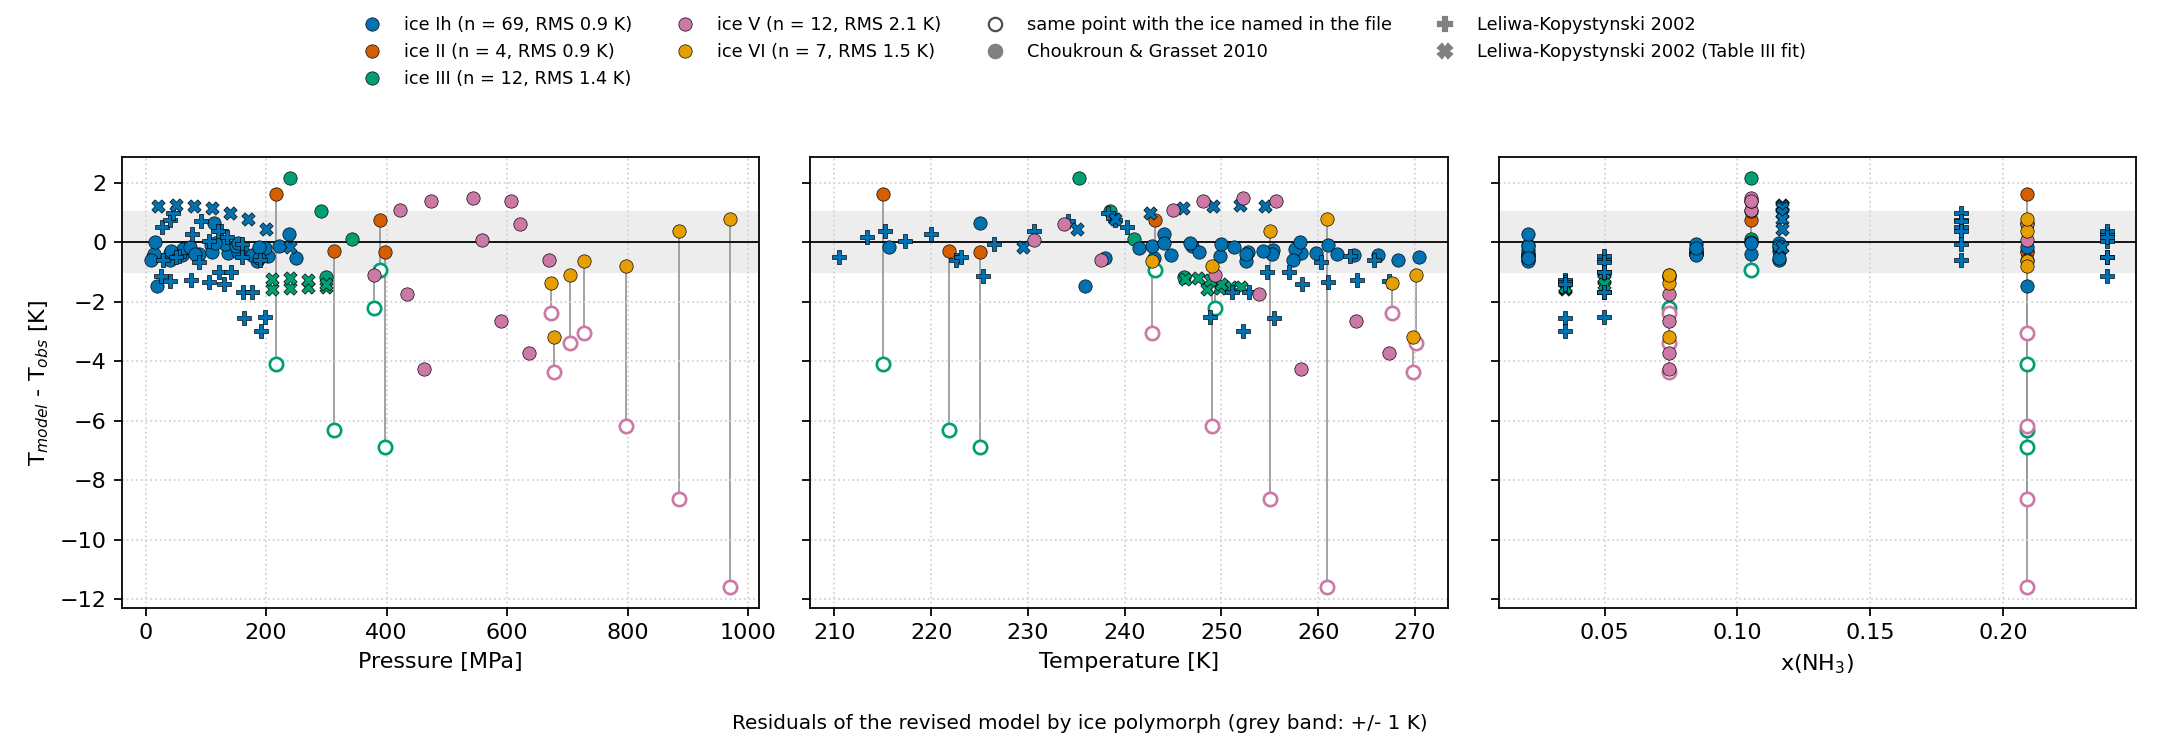 ice Ih (n = 69, RMS 0.9 K)
ice II (n = 4, RMS 0.9 K)
ice III (n = 12, RMS 1.4 K)
ice V (n = 12, RMS 2.1 K)
ice VI (n = 7, RMS 1.5 K)
same point with the ice named in the file
Choukroun & Grasset 2010
Leliwa-Kopystynski 2002
Leliwa-Kopystynski 2002 (Table III fit)
T_model - T_obs [K]
2
0
−2
−4
−6
−8
−10
−12
0 200 400 600 800 1000
Pressure [MPa]
210 220 230 240 250 260 270
Temperature [K]
0.05 0.10 0.15 0.20
x(NH₃)
Residuals of the revised model by ice polymorph (grey band: +/- 1 K)